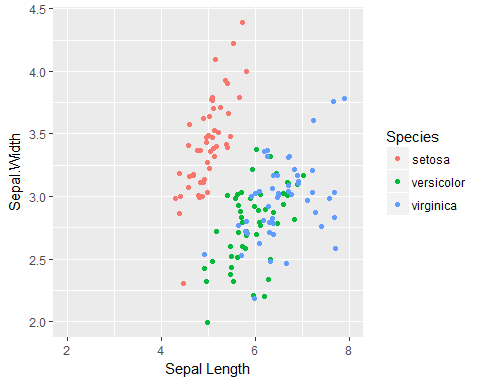 4.5
4.0
3.5
3.0
2.5
2.0
Sepal.Width
2
4
6
8
Sepal Length
Species
setosa
versicolor
virginica